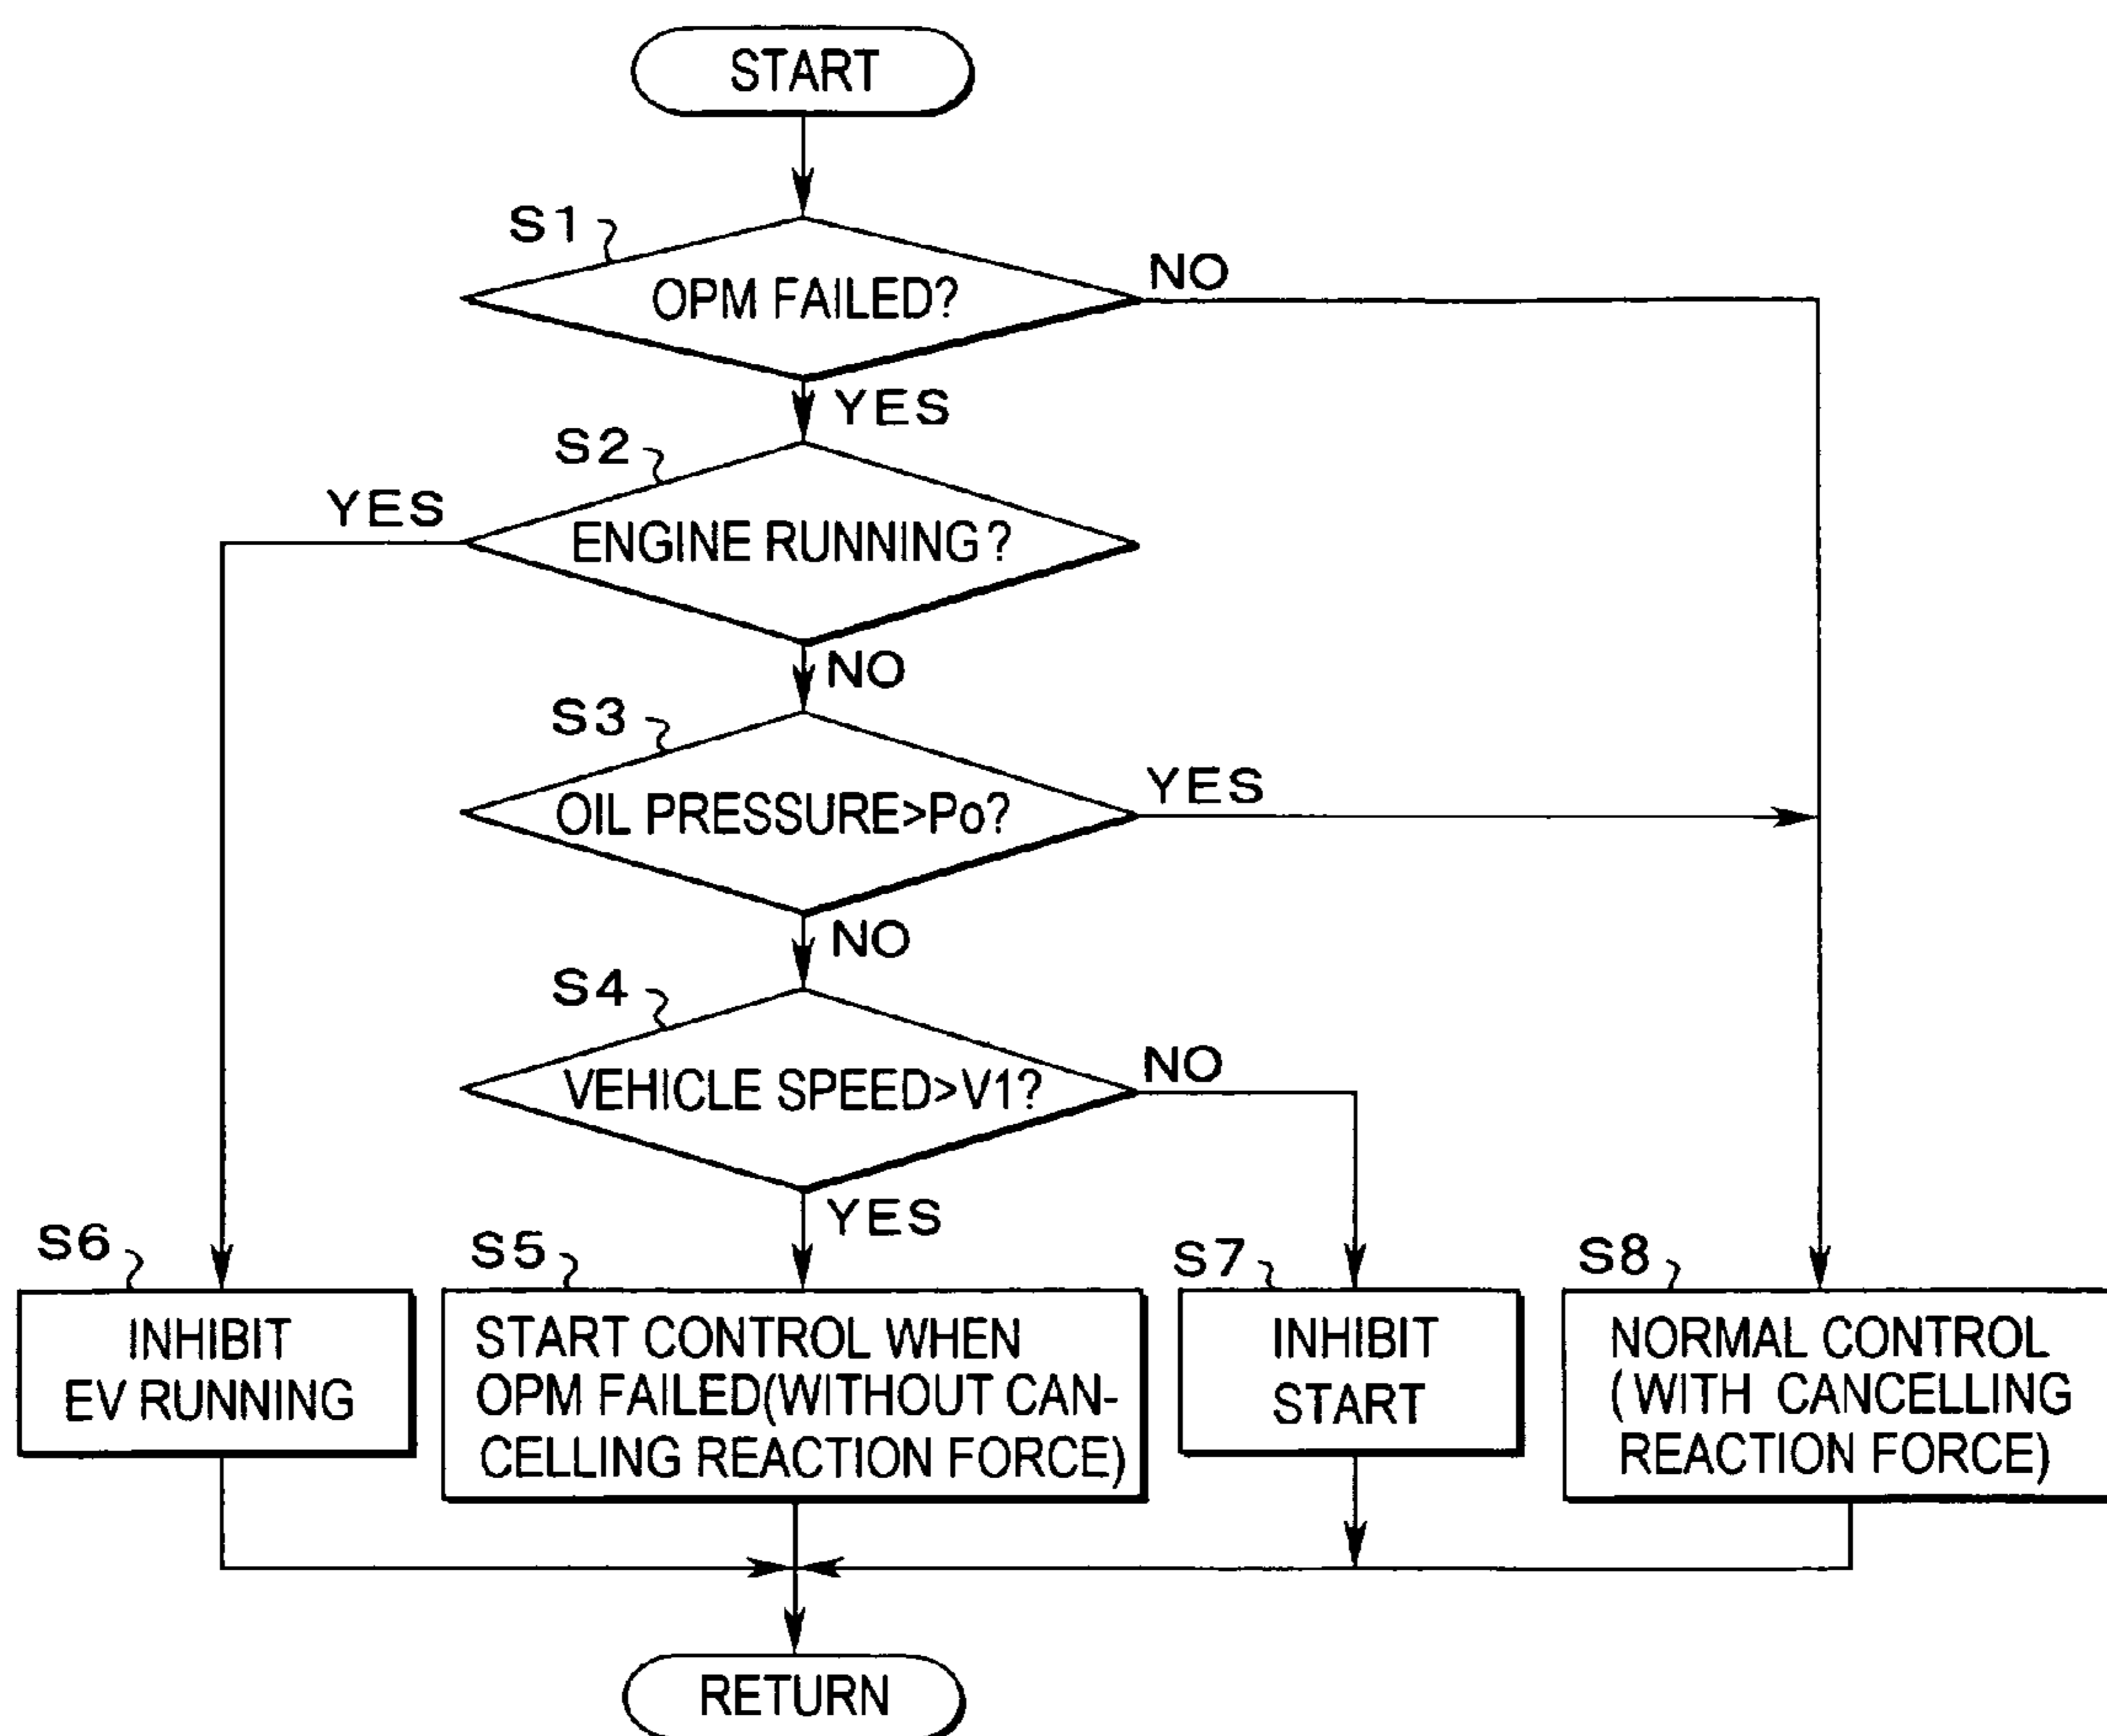 START
S1
OPM FAILED?
NO
YES
S2
YES
ENGINE RUNNING?
NO
S3
OIL PRESSURE>Po?
YES
NO
S4
VEHICLE SPEED>V1?
NO
YES
S6
INHIBIT
EV RUNNING
S5
START CONTROL WHEN
OPM FAILED(WITHOUT CAN-
CELLING REACTION FORCE)
S7
INHIBIT
START
S8
NORMAL CONTROL
(WITH CANCELLING
REACTION FORCE)
RETURN